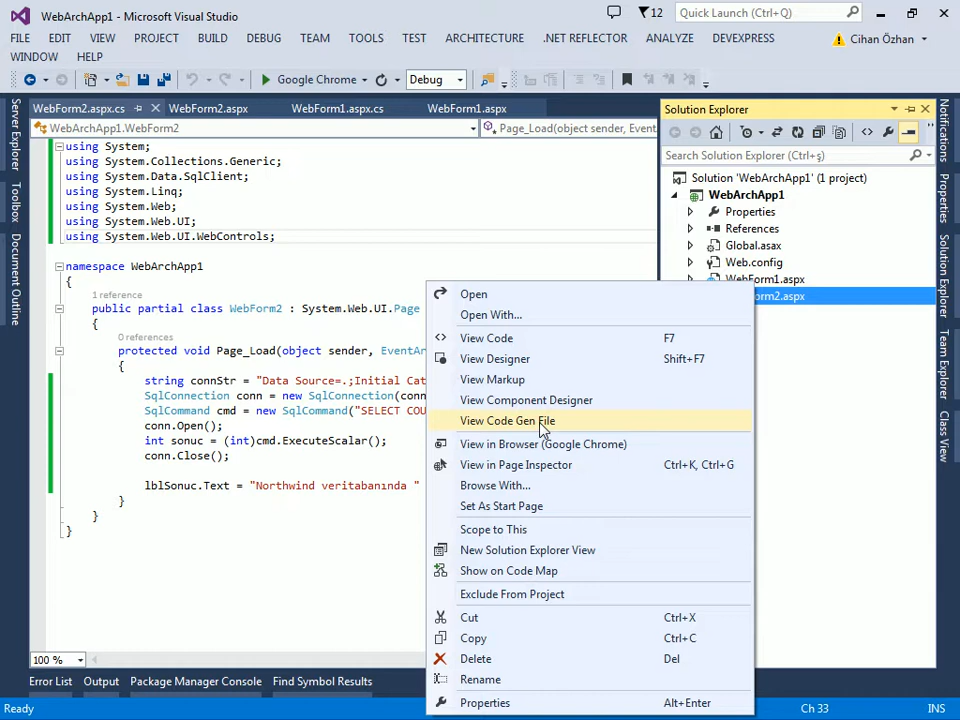 WebArchApp1 - Microsoft Visual Studio
12
Quick Launch (Ctrl+Q)
FILE EDIT VIEW PROJECT BUILD DEBUG TEAM TOOLS TEST ARCHITECTURE .NET REFLECTOR ANALYZE DEVEXPRESS
Cihan Özhan
WINDOW HELP
Google Chrome Debug
WebForm2.aspx.cs WebForm2.aspx WebForm1.aspx.cs WebForm1.aspx
WebArchApp1.WebForm2 Page_Load(object sender, EventArgs
using System;
using System.Collections.Generic;
using System.Data.SqlClient;
using System.Linq;
using System.Web;
using System.Web.UI;
using System.Web.UI.WebControls;
namespace WebArchApp1
{
1 reference
public partial class WebForm2 : System.Web.UI.Page
{
0 references
protected void Page_Load(object sender, EventAr
{
string connStr = "Data Source=.;Initial Cat
SqlConnection conn = new SqlConnection(conn
SqlCommand cmd = new SqlCommand("SELECT COU
conn.Open();
int sonuc = (int)cmd.ExecuteScalar();
conn.Close();
lblSonuc.Text = "Northwind veritabanında "
}
}
}
100 %
Server Explorer
Toolbox
Document Outline
Open
Open With...
View Code F7
View Designer Shift+F7
View Markup
View Component Designer
View Code Gen File
View in Browser (Google Chrome)
View in Page Inspector Ctrl+K, Ctrl+G
Browse With...
Set As Start Page
Scope to This
New Solution Explorer View
Show on Code Map
Exclude From Project
Cut Ctrl+X
Copy Ctrl+C
Delete Del
Rename
Properties Alt+Enter
Solution Explorer
Search Solution Explorer (Ctrl+ş)
Solution 'WebArchApp1' (1 project)
WebArchApp1
Properties
References
Global.asax
Web.config
WebForm1.aspx
orm2.aspx
Notifications
Properties
Solution Explorer
Team Explorer
Class View
Error List Output Package Manager Console Find Symbol Results
Ready Ch 33 INS